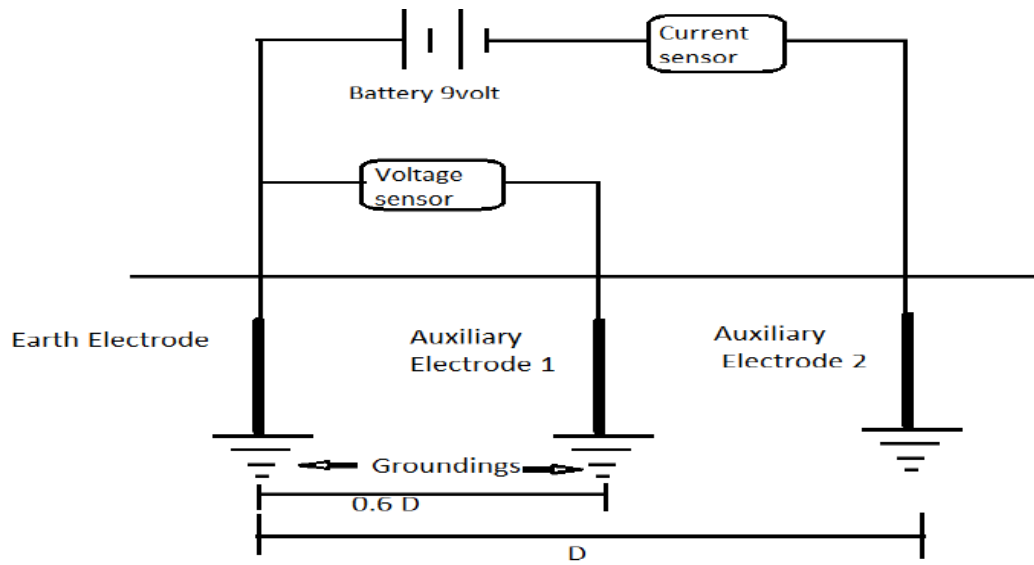 Current
sensor
Battery 9volt
Voltage
sensor
Earth Electrode
Auxiliary
Electrode 1
Auxiliary
Electrode 2
Groundings
0.6 D
D